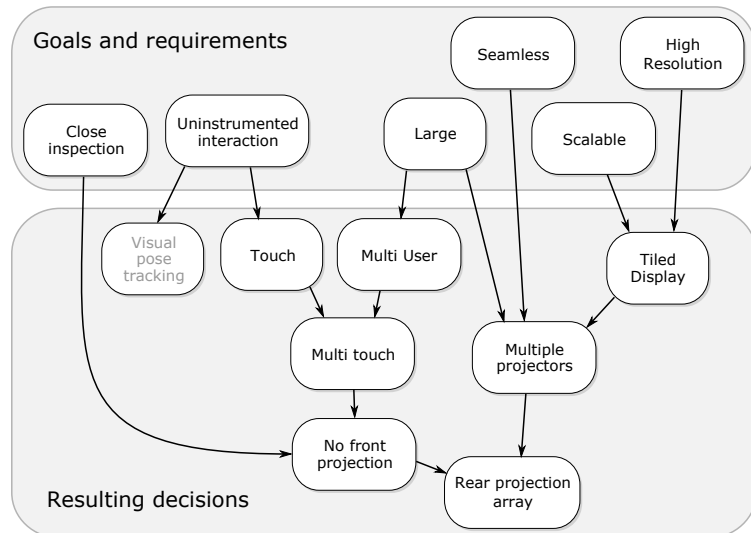 Goals and requirements
Seamless
High
Resolution
Close
inspection
Uninstrumented
interaction
Large
Scalable
Visual
pose
tracking
Touch
Multi User
Tiled
Display
Multi touch
Multiple
projectors
No front
projection
Rear projection
array
Resulting decisions